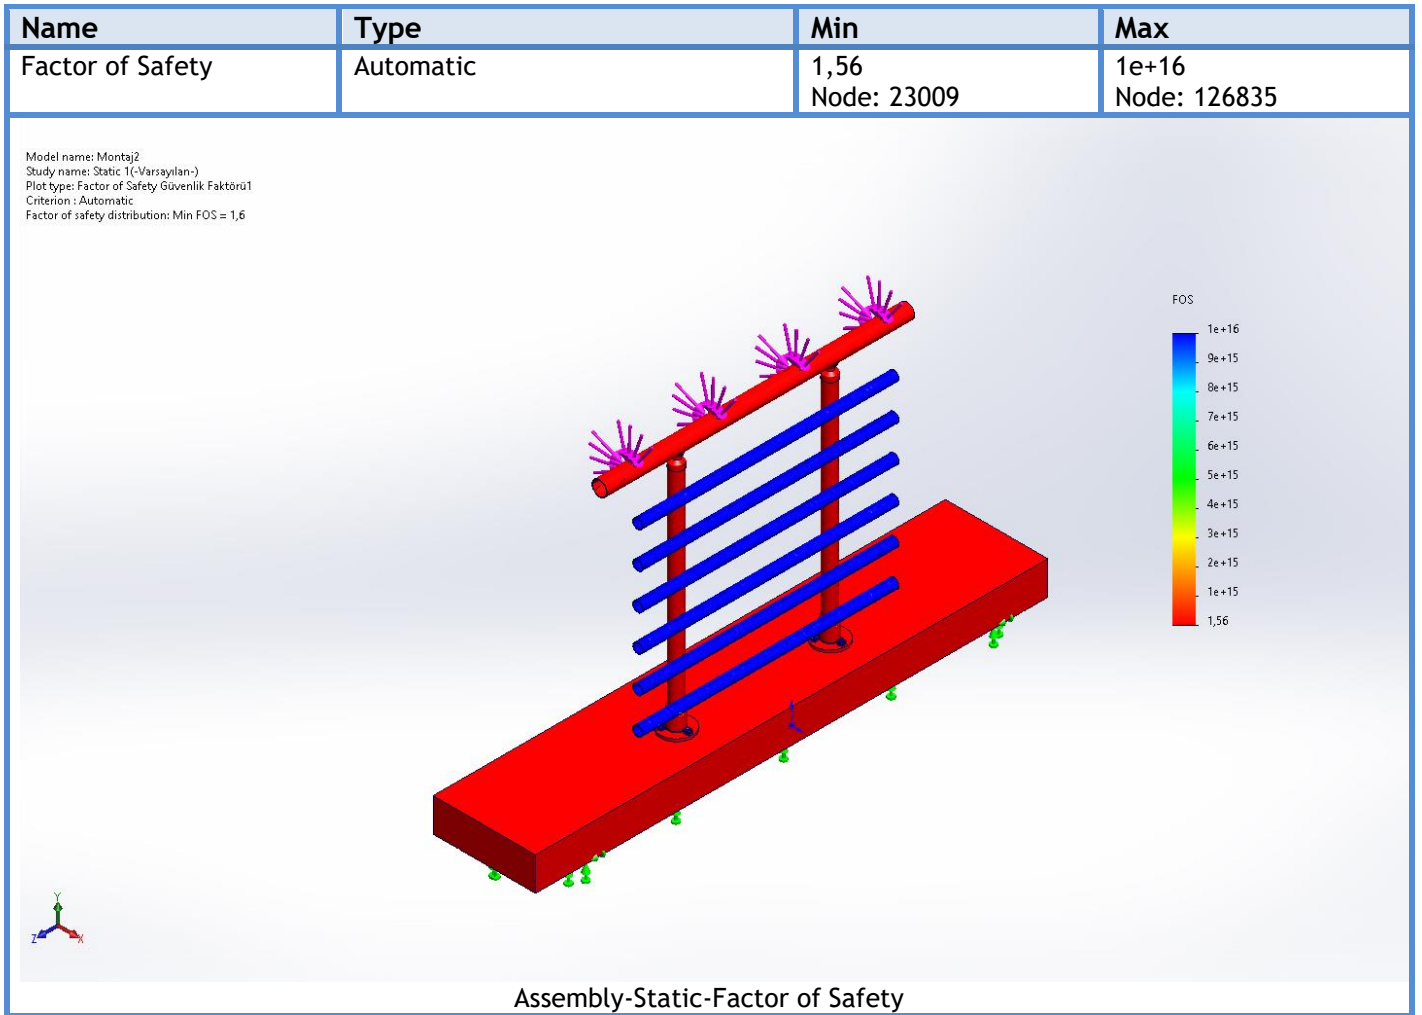 Name Type Min Max
Factor of Safety Automatic 1,56 1e+16
Node: 23009 Node: 126835
Model name: Montaj2
Study name: Static 1(-Varsayılan-)
Plot type: Factor of Safety Güvenlik Faktörü1
Criterion : Automatic
Factor of safety distribution: Min FOS = 1,6
FOS
1e+16
9e+15
8e+15
7e+15
6e+15
5e+15
4e+15
3e+15
2e+15
1e+15
1,56
Y
Z X
Assembly-Static-Factor of Safety